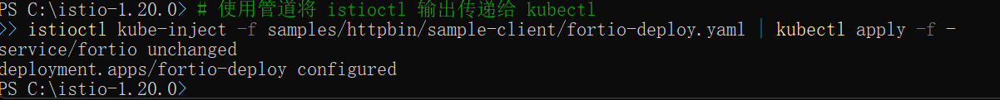 PS C:\istio-1.20.0> # 使用管道将 istioctl 输出传递给 kubectl
>> istioctl kube-inject -f samples/httpbin/sample-client/fortio-deploy.yaml | kubectl apply -f -
service/fortio unchanged
deployment.apps/fortio-deploy configured
PS C:\istio-1.20.0>